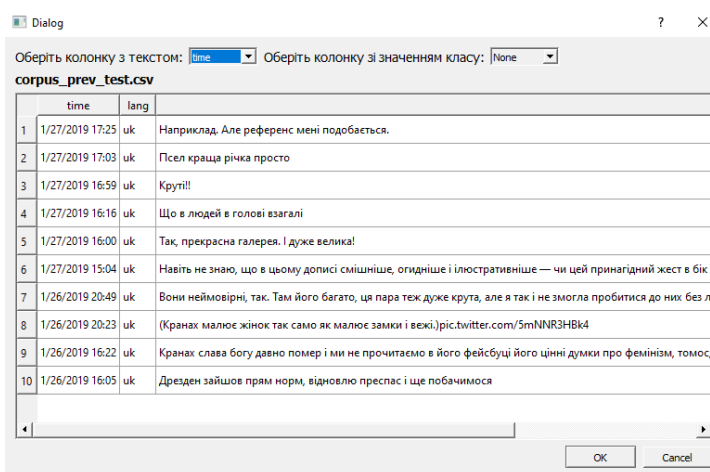 Dialog ? ×
Оберіть колонку з текстом: time Оберіть колонку зі значенням класу: None
corpus_prev_test.csv
time lang
1 1/27/2019 17:25 uk Наприклад. Але референс мені подобається.
2 1/27/2019 17:03 uk Псел краща річка просто
3 1/27/2019 16:59 uk Круті!!
4 1/27/2019 16:16 uk Що в людей в голові взагалі
5 1/27/2019 16:00 uk Так, прекрасна галерея. І дуже велика!
6 1/27/2019 15:04 uk Навіть не знаю, що в цьому дописі смішніше, огидніше і ілюстративніше — чи цей принагідний жест в бік
7 1/26/2019 20:49 uk Вони неймовірні, так. Там його багато, ця пара теж дуже крута, але я так і не змогла пробитися до них без л
8 1/26/2019 20:23 uk (Кранах малює жінок так само як малює замки і вежі.)pic.twitter.com/5mNNR3HBk4
9 1/26/2019 16:22 uk Кранах слава богу давно помер і ми не прочитаємо в його фейсбуці його цінні думки про фемінізм, томос,
10 1/26/2019 16:05 uk Дрезден зайшов прям норм, відновлю преспас і ще побачимося
OK Cancel